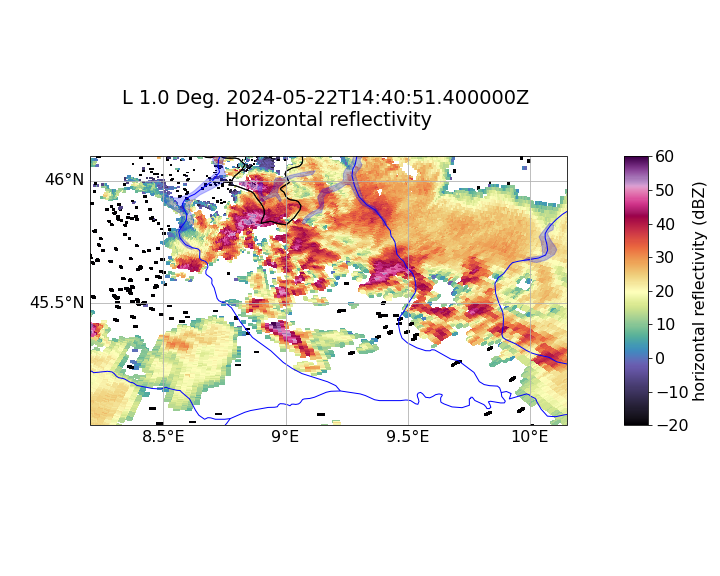 L 1.0 Deg. 2024-05-22T14:40:51.400000Z
Horizontal reflectivity
46°N
45.5°N
8.5°E
9°E
9.5°E
10°E
60
50
40
30
20
10
0
−10
−20
horizontal reflectivity (dBZ)